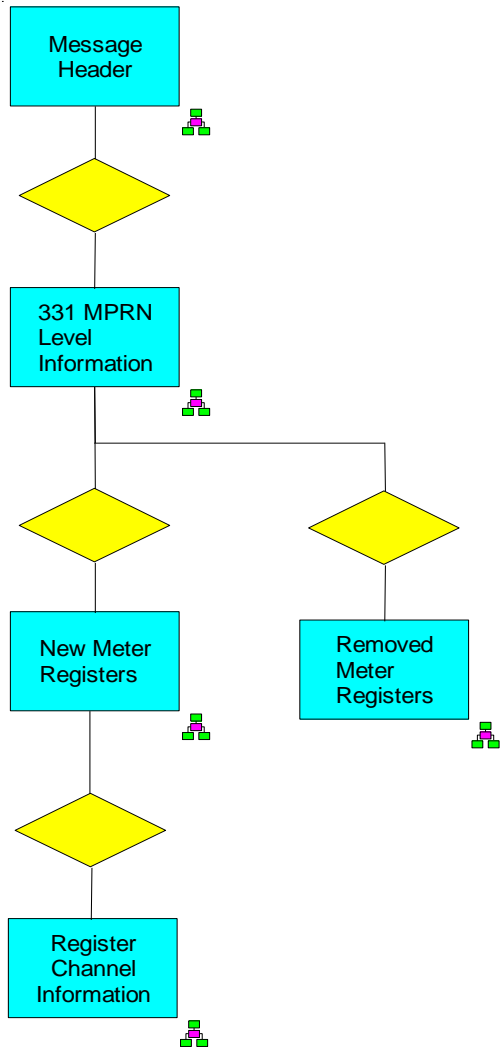 Message
Header
331 MPRN
Level
Information
New Meter
Registers
Removed
Meter
Registers
Register
Channel
Information